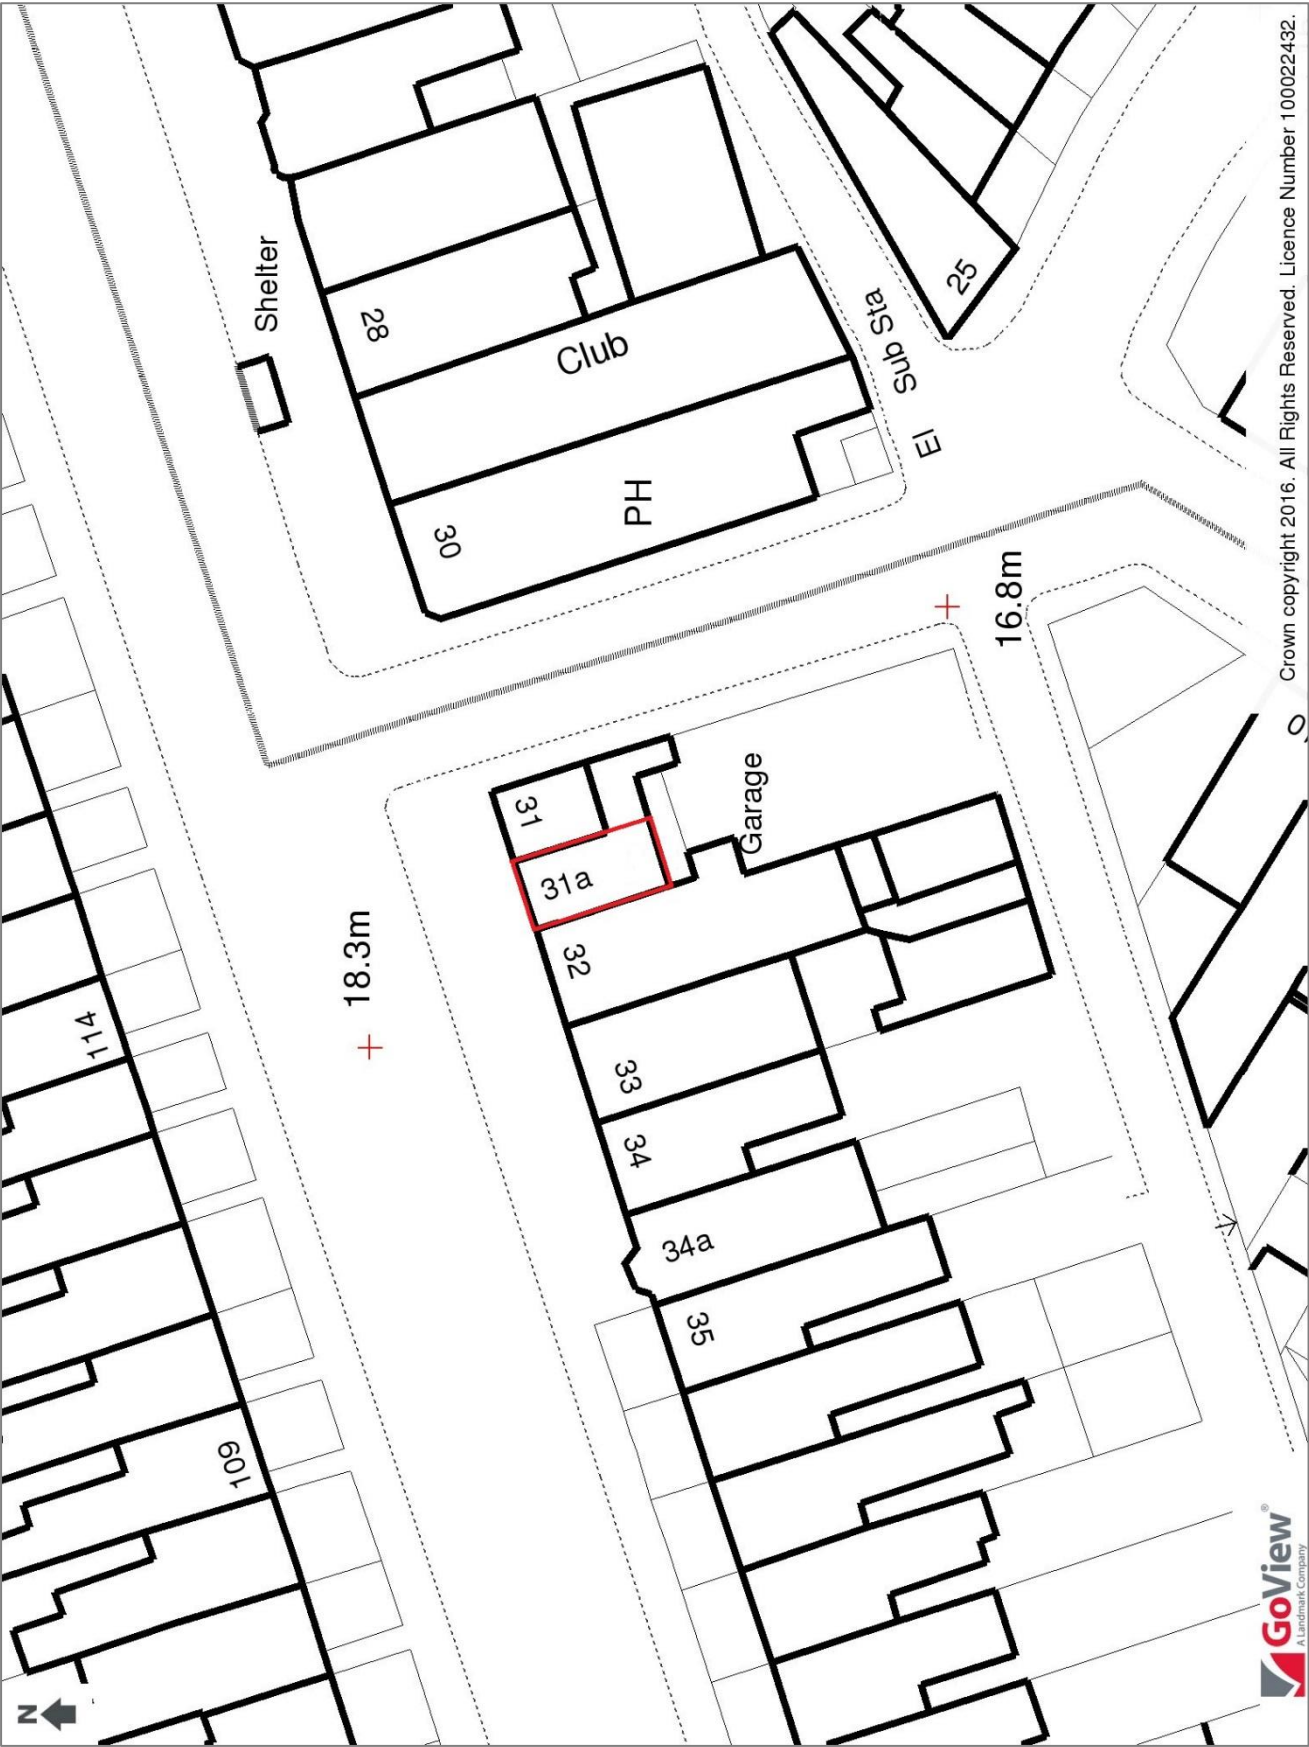 Crown copyright 2016. All Rights Reserved. Licence Number 100022432.
Shelter
28
Club
Sub Sta
El
25
30
PH
16.8m
31
Garage
31a
18.3m
32
114
33
34
34a
35
109
N
GoView®
A Landmark Company